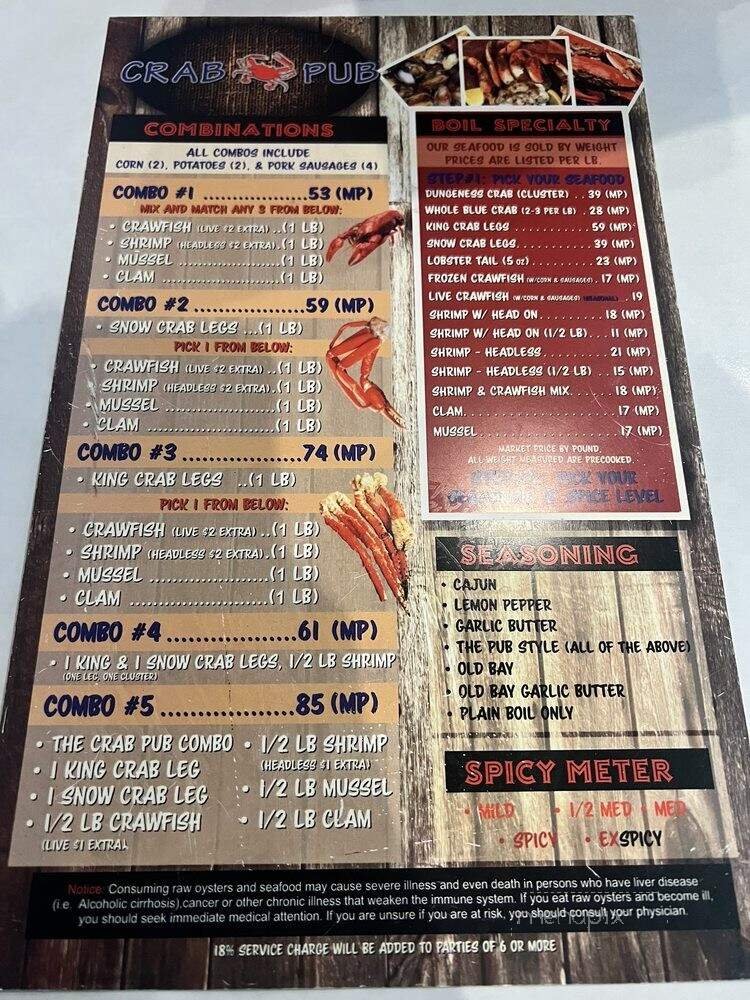 CRAB PUB
COMBINATIONS
ALL COMBOS INCLUDE
CORN (2), POTATOES (2), & PORK SAUSAGES (4)
COMBO #1 ..................53 (MP)
MIX AND MATCH ANY 3 FROM BELOW:
• CRAWFISH (LIVE $2 EXTRA) ..(1 LB)
• SHRIMP (HEADLESS $2 EXTRA).(1 LB)
• MUSSEL ......................(1 LB)
• CLAM ........................(1 LB)
COMBO #2 ...................59 (MP)
• SNOW CRAB LEGS ...(1 LB)
PICK 1 FROM BELOW:
• CRAWFISH (LIVE $2 EXTRA) ..(1 LB)
SHRIMP (HEADLESS $2 EXTRA).(1 LB)
• MUSSEL ......................(1 LB)
• CLAM ........................(1 LB)
COMBO #3 ..................74 (MP)
• KING CRAB LEGS ..(1 LB)
PICK 1 FROM BELOW:
• CRAWFISH (LIVE $2 EXTRA) ..(1 LB)
• SHRIMP (HEADLESS $2 EXTRA)..(1 LB)
• MUSSEL ......................(1 LB)
• CLAM ........................(1 LB)
COMBO #4 ...................61 (MP)
• 1 KING & 1 SNOW CRAB LEGS, 1/2 LB SHRIMP
(ONE LEG, ONE CLUSTER)
COMBO #5 ...................85 (MP)
• THE CRAB PUB COMBO
• 1 KING CRAB LEG
• 1 SNOW CRAB LEG
• 1/2 LB CRAWFISH
(LIVE $1 EXTRA)
• 1/2 LB SHRIMP
(HEADLESS $1 EXTRA)
• 1/2 LB MUSSEL
• 1/2 LB CLAM
BOIL SPECIALTY
OUR SEAFOOD IS SOLD BY WEIGHT
PRICES ARE LISTED PER LB.
STEP#1: PICK YOUR SEAFOOD
DUNGENESS CRAB (CLUSTER) .. 39 (MP)
WHOLE BLUE CRAB (2-3 PER LB) . 28 (MP)
KING CRAB LEGS ............... 59 (MP)
SNOW CRAB LEGS............... 39 (MP)
LOBSTER TAIL (5 oz) ............ 23 (MP)
FROZEN CRAWFISH (W/CORN & SAUSAGES) . 17 (MP)
LIVE CRAWFISH (W/CORN & SAUSAGES) (SEASONAL) . . 19
SHRIMP W/ HEAD ON............ 18 (MP)
SHRIMP W/ HEAD ON (1/2 LB) . . . 11 (MP)
SHRIMP - HEADLESS............ 21 (MP)
SHRIMP - HEADLESS (1/2 LB) . . 15 (MP)
SHRIMP & CRAWFISH MIX...... 18 (MP)
CLAM........................... 17 (MP)
MUSSEL........................ 17 (MP)
MARKET PRICE BY POUND.
ALL WEIGHT MEASURED ARE PRECOOKED.
PICK YOUR
& SPICE LEVEL
SEASONING
• CAJUN
• LEMON PEPPER
• GARLIC BUTTER
• THE PUB STYLE (ALL OF THE ABOVE)
• OLD BAY
• OLD BAY GARLIC BUTTER
• PLAIN BOIL ONLY
SPICY METER
• MILD • 1/2 MED • MED
• SPICY • EXSPICY
Notice: Consuming raw oysters and seafood may cause severe illness and even death in persons who have liver disease
(i.e. Alcoholic cirrhosis),cancer or other chronic illness that weaken the immune system. If you eat raw oysters and become ill,
you should seek immediate medical attention. If you are unsure if you are at risk, you should consult your physician.
menupix
18% SERVICE CHARGE WILL BE ADDED TO PARTIES OF 6 OR MORE